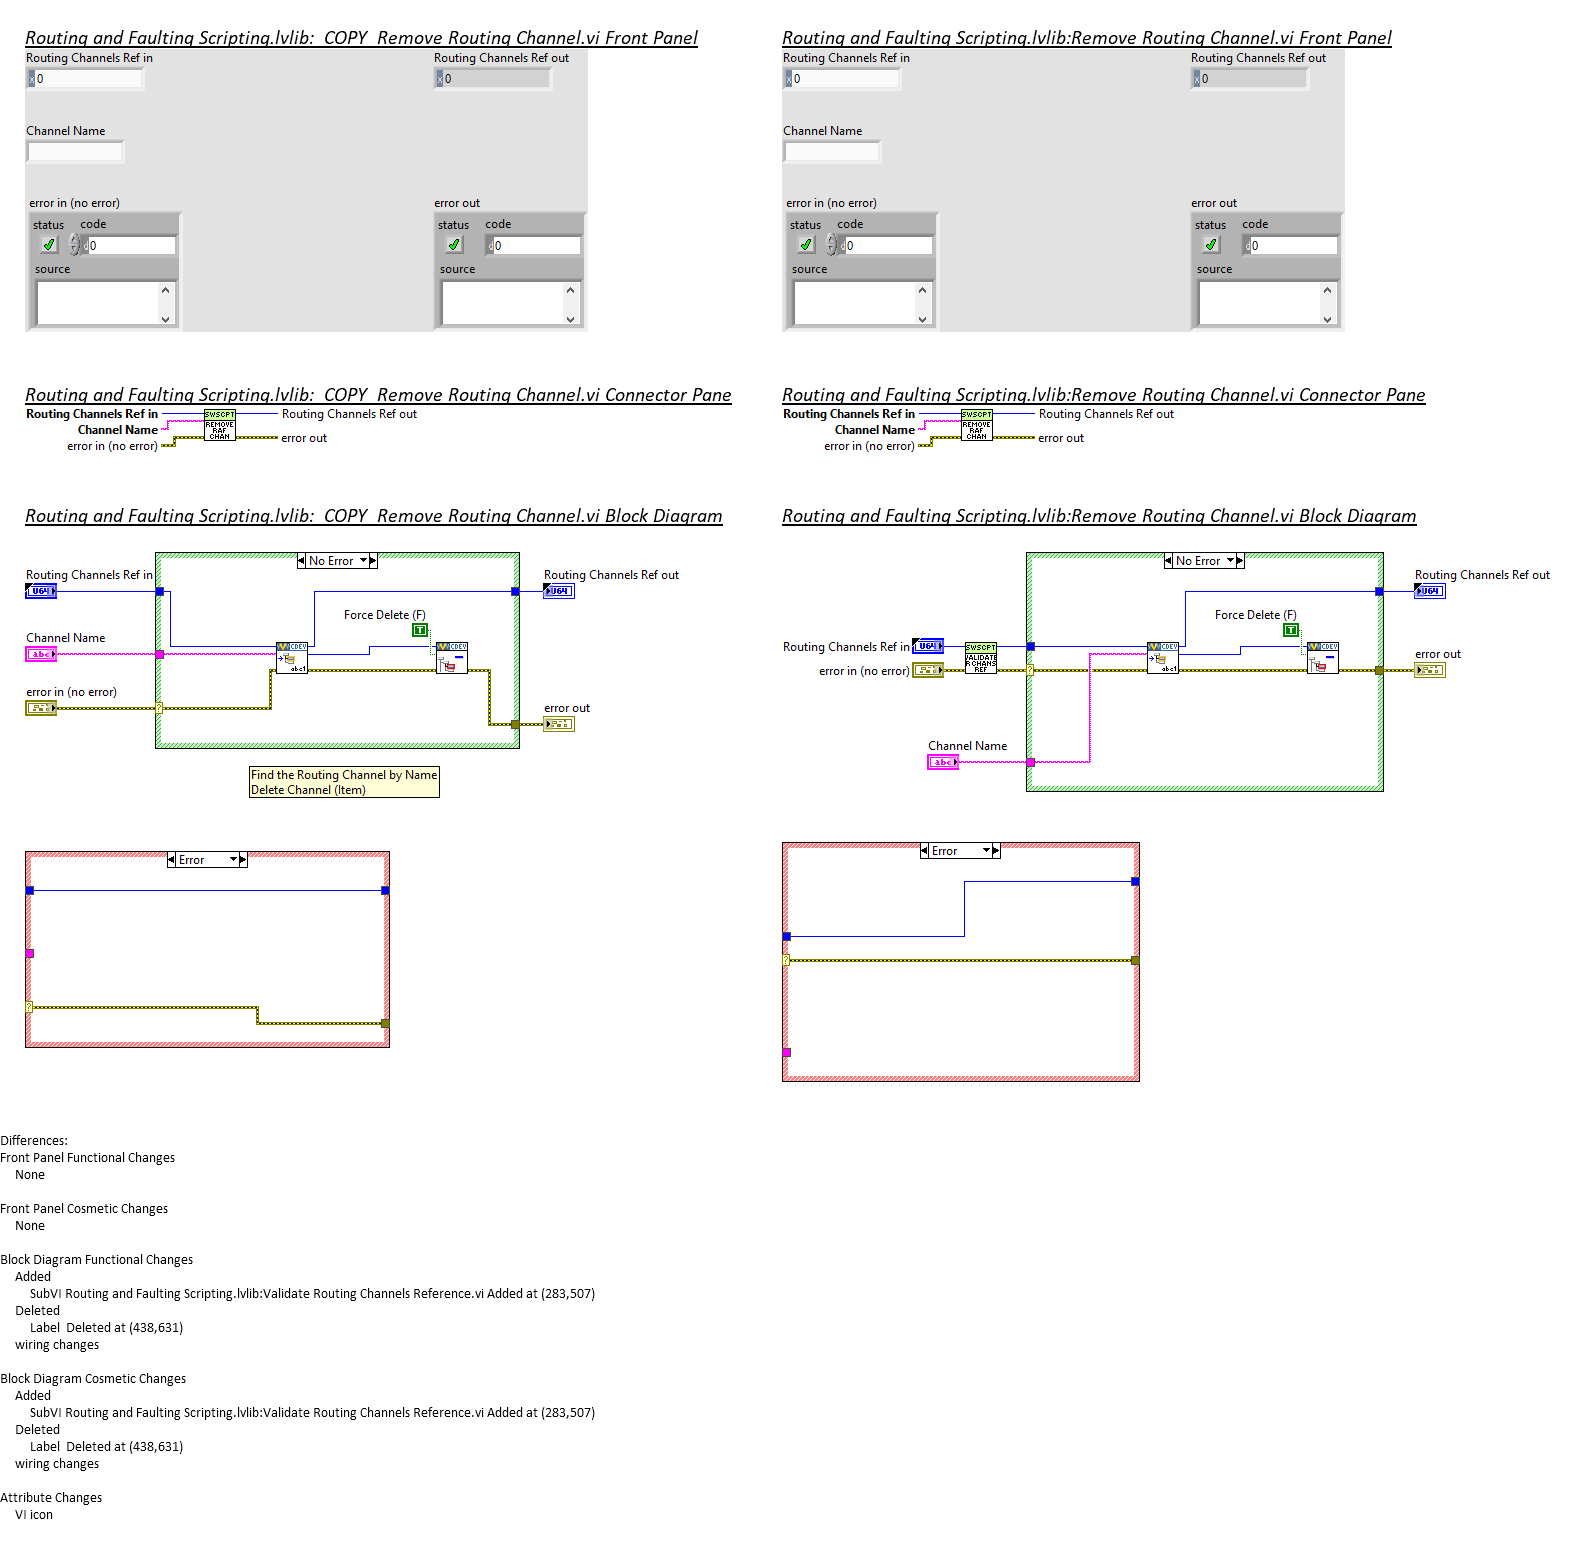 Routing and Faulting Scripting.lvlib:  COPY  Remove Routing Channel.vi Front Panel
Routing Channels Ref in
Routing Channels Ref out
x 0
x 0
Channel Name
error in (no error)
error out
status
code
status
code
d 0
d 0
source
source
Routing and Faulting Scripting.lvlib:Remove Routing Channel.vi Front Panel
Routing Channels Ref in
Routing Channels Ref out
x 0
x 0
Channel Name
error in (no error)
error out
status
code
status
code
d 0
d 0
source
source
Routing and Faulting Scripting.lvlib:  COPY  Remove Routing Channel.vi Connector Pane
Routing Channels Ref in
Channel Name
error in (no error)
SWSCPT
REMOVE
RAF
CHAN
Routing Channels Ref out
error out
Routing and Faulting Scripting.lvlib:Remove Routing Channel.vi Connector Pane
Routing Channels Ref in
Channel Name
error in (no error)
SWSCPT
REMOVE
RAF
CHAN
Routing Channels Ref out
error out
Routing and Faulting Scripting.lvlib:  COPY  Remove Routing Channel.vi Block Diagram
No Error
Routing Channels Ref in
U64
Routing Channels Ref out
U64
Force Delete (F)
T
Channel Name
abc
CDEV
abc1
CDEV
error in (no error)
?
error out
Find the Routing Channel by Name
Delete Channel (Item)
Error
?
Routing and Faulting Scripting.lvlib:Remove Routing Channel.vi Block Diagram
No Error
Routing Channels Ref out
U64
Force Delete (F)
T
Routing Channels Ref in
U64
SWSCPT
VALIDATE
R CHANS
REF
CDEV
abc1
CDEV
error in (no error)
?
error out
Channel Name
abc
Error
?
Differences:
Front Panel Functional Changes
None
Front Panel Cosmetic Changes
None
Block Diagram Functional Changes
Added
SubVI Routing and Faulting Scripting.lvlib:Validate Routing Channels Reference.vi Added at (283,507)
Deleted
Label  Deleted at (438,631)
wiring changes
Block Diagram Cosmetic Changes
Added
SubVI Routing and Faulting Scripting.lvlib:Validate Routing Channels Reference.vi Added at (283,507)
Deleted
Label  Deleted at (438,631)
wiring changes
Attribute Changes
VI icon